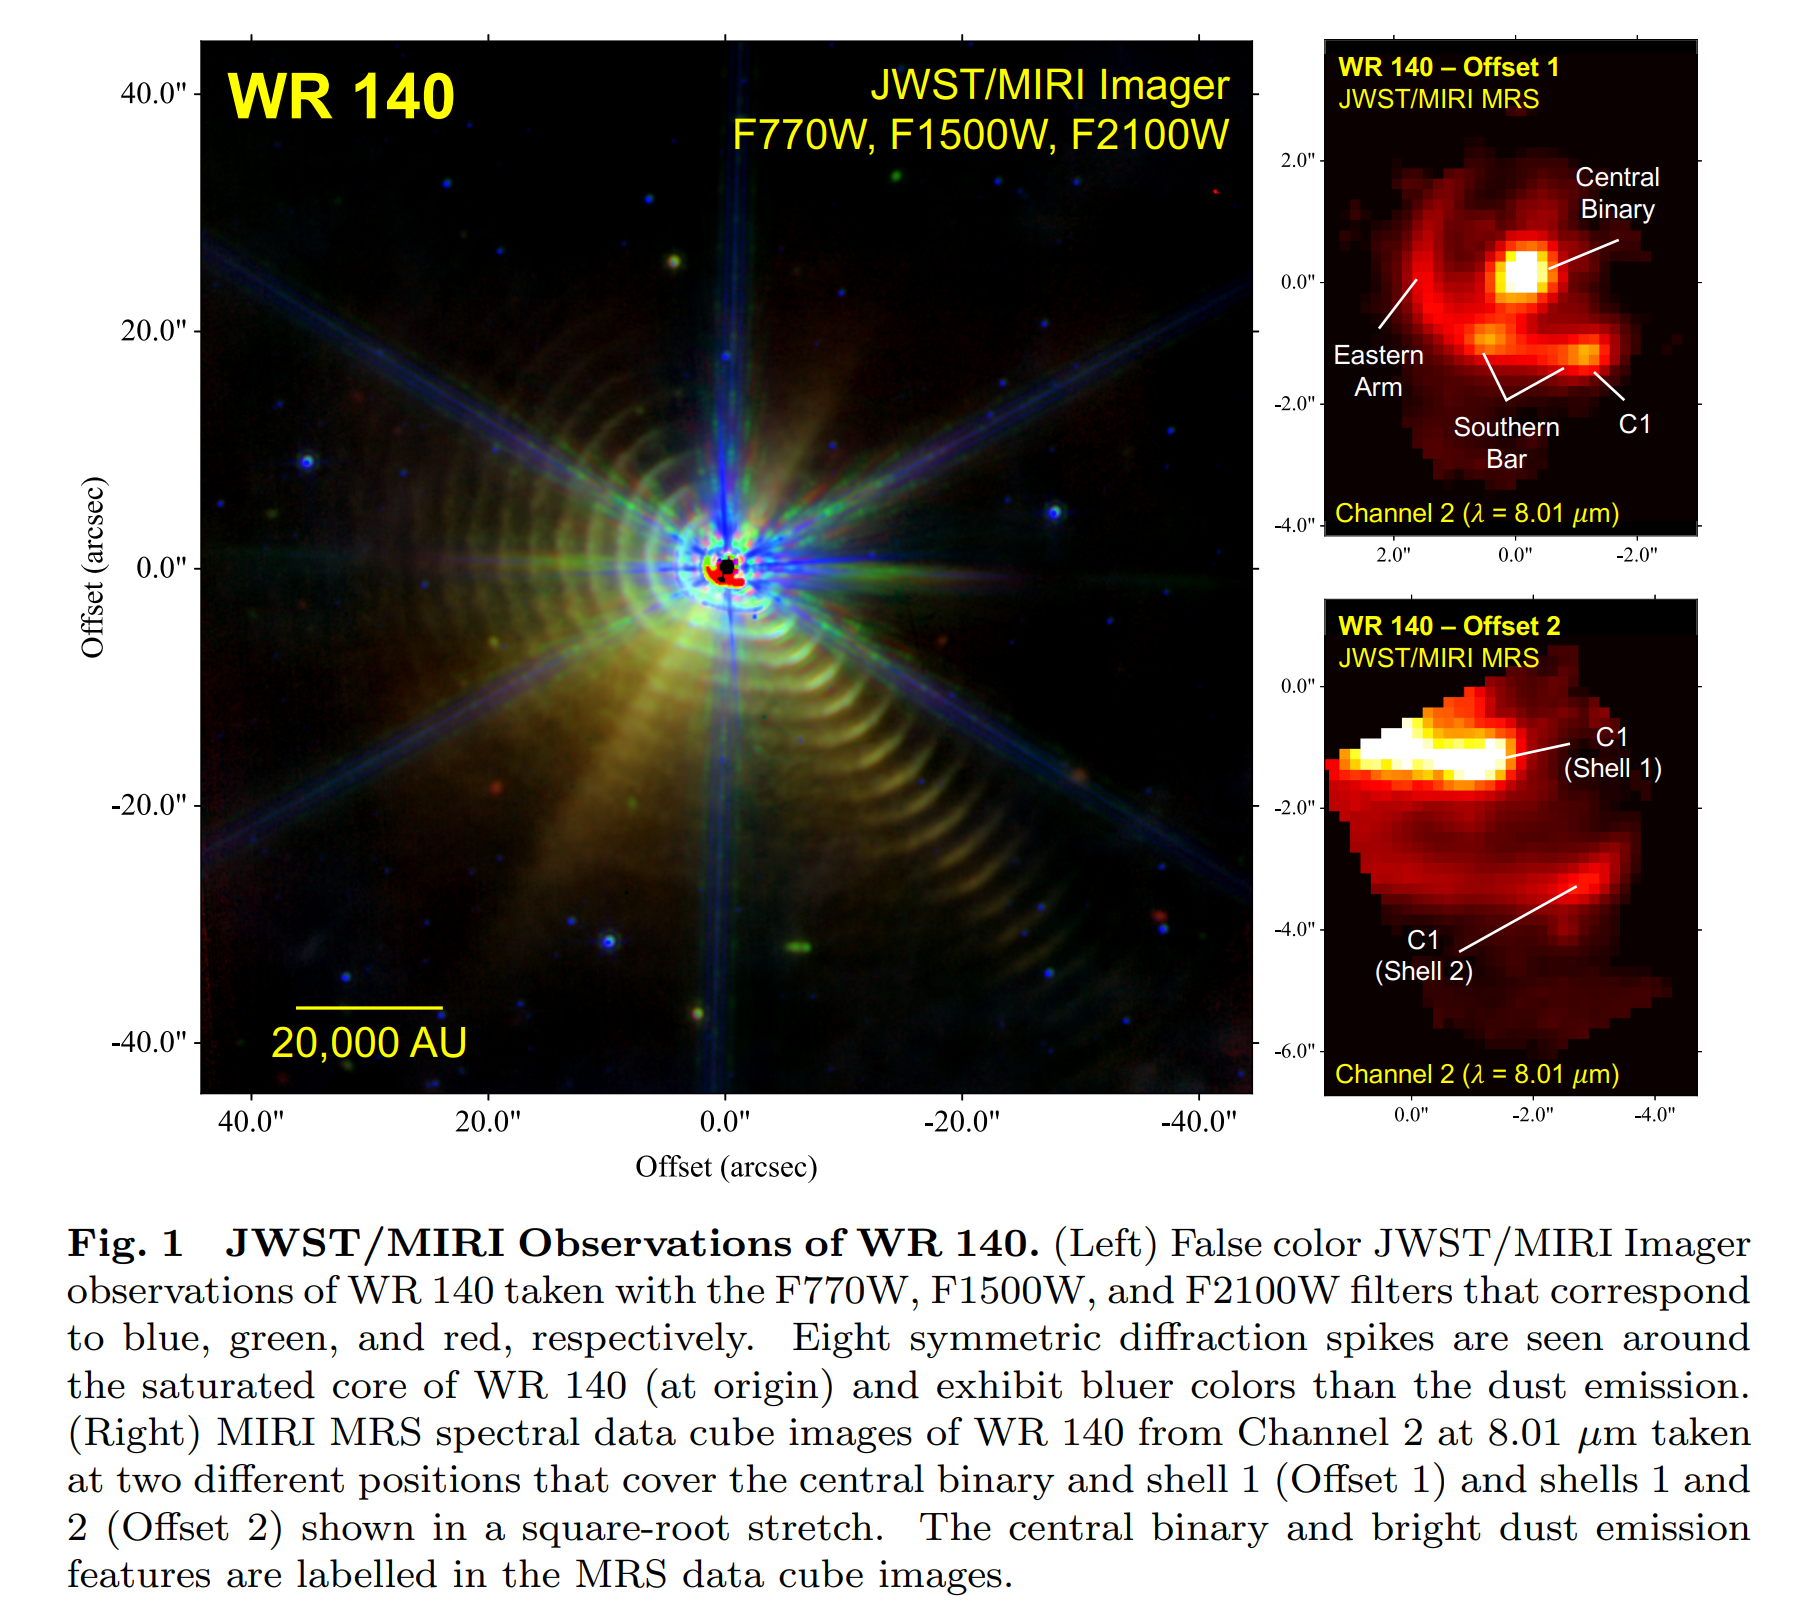 WR 140
JWST/MIRI Imager
F770W, F1500W, F2100W
40.0"
20.0"
0.0"
-20.0"
-40.0"
Offset (arcsec)
20,000 AU
40.0"
20.0"
0.0"
-20.0"
-40.0"
Offset (arcsec)
WR 140 – Offset 1
JWST/MIRI MRS
Central
Binary
Eastern
Arm
Southern
Bar
C1
Channel 2 (λ = 8.01 μm)
2.0"
0.0"
-2.0"
-4.0"
2.0"
0.0"
-2.0"
WR 140 – Offset 2
JWST/MIRI MRS
C1
(Shell 1)
C1
(Shell 2)
Channel 2 (λ = 8.01 μm)
0.0"
-2.0"
-4.0"
-6.0"
0.0"
-2.0"
-4.0"
Fig. 1 JWST/MIRI Observations of WR 140. (Left) False color JWST/MIRI Imager
observations of WR 140 taken with the F770W, F1500W, and F2100W filters that correspond
to blue, green, and red, respectively. Eight symmetric diffraction spikes are seen around
the saturated core of WR 140 (at origin) and exhibit bluer colors than the dust emission.
(Right) MIRI MRS spectral data cube images of WR 140 from Channel 2 at 8.01 μm taken
at two different positions that cover the central binary and shell 1 (Offset 1) and shells 1 and
2 (Offset 2) shown in a square-root stretch. The central binary and bright dust emission
features are labelled in the MRS data cube images.